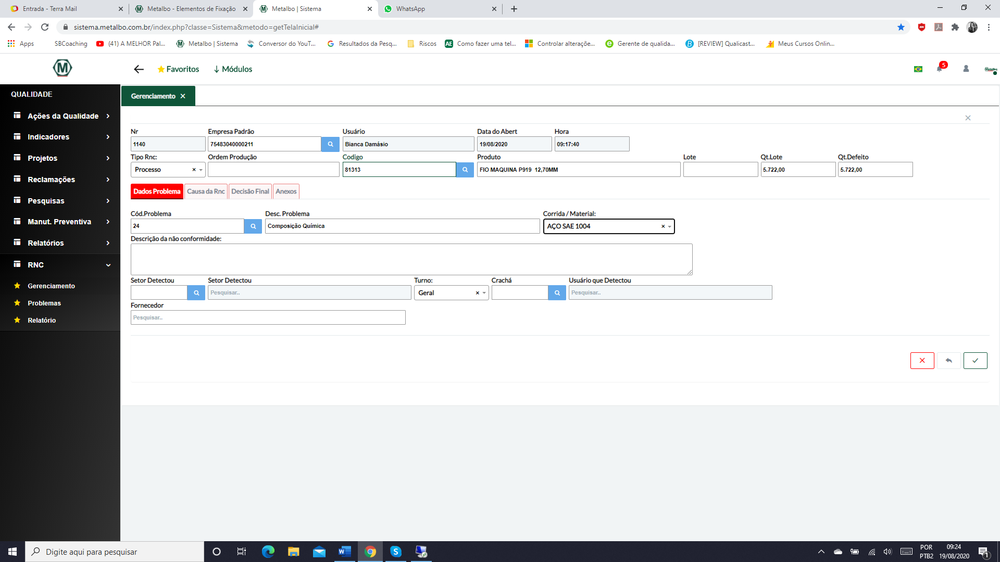 Entrada - Terra Mail
Metalbo - Elementos de Fixação
Metalbo | Sistema
WhatsApp
sistema.metalbo.com.br/index.php?classe=Sistema&metodo=getTelaInicial#
Apps
SBCoaching
(41) A MELHOR Pal...
Metalbo | Sistema
Conversor do YouT...
Resultados da Pesq...
Riscos
AE
Como fazer uma tel...
Controlar alteraçõe...
Gerente de qualida...
[REVIEW] Qualicast...
Meus Cursos Onlin...
M
Favoritos
Módulos
5
Metalbo
QUALIDADE
Ações da Qualidade
Indicadores
Projetos
Reclamações
Pesquisas
Manut. Preventiva
Relatórios
RNC
Gerenciamento
Problemas
Relatório
Gerenciamento
Nr
Empresa Padrão
Usuário
Data do Abert
Hora
1140
75483040000211
Bianca Damásio
19/08/2020
09:17:40
Tipo Rnc:
Ordem Produção
Codigo
Produto
Lote
Qt.Lote
Qt.Defeito
Processo
81313
FIO MAQUINA P919 12,70MM
5.722,00
5.722,00
Dados Problema
Causa da Rnc
Decisão Final
Anexos
Cód.Problema
Desc. Problema
Corrida / Material:
24
Composição Química
AÇO SAE 1004
Descrição da não conformidade:
Setor Detectou
Setor Detectou
Turno:
Crachá
Usuário que Detectou
Pesquisar..
Geral
Pesquisar..
Fornecedor
Pesquisar..
Digite aqui para pesquisar
POR
PTB2
09:24
19/08/2020
1